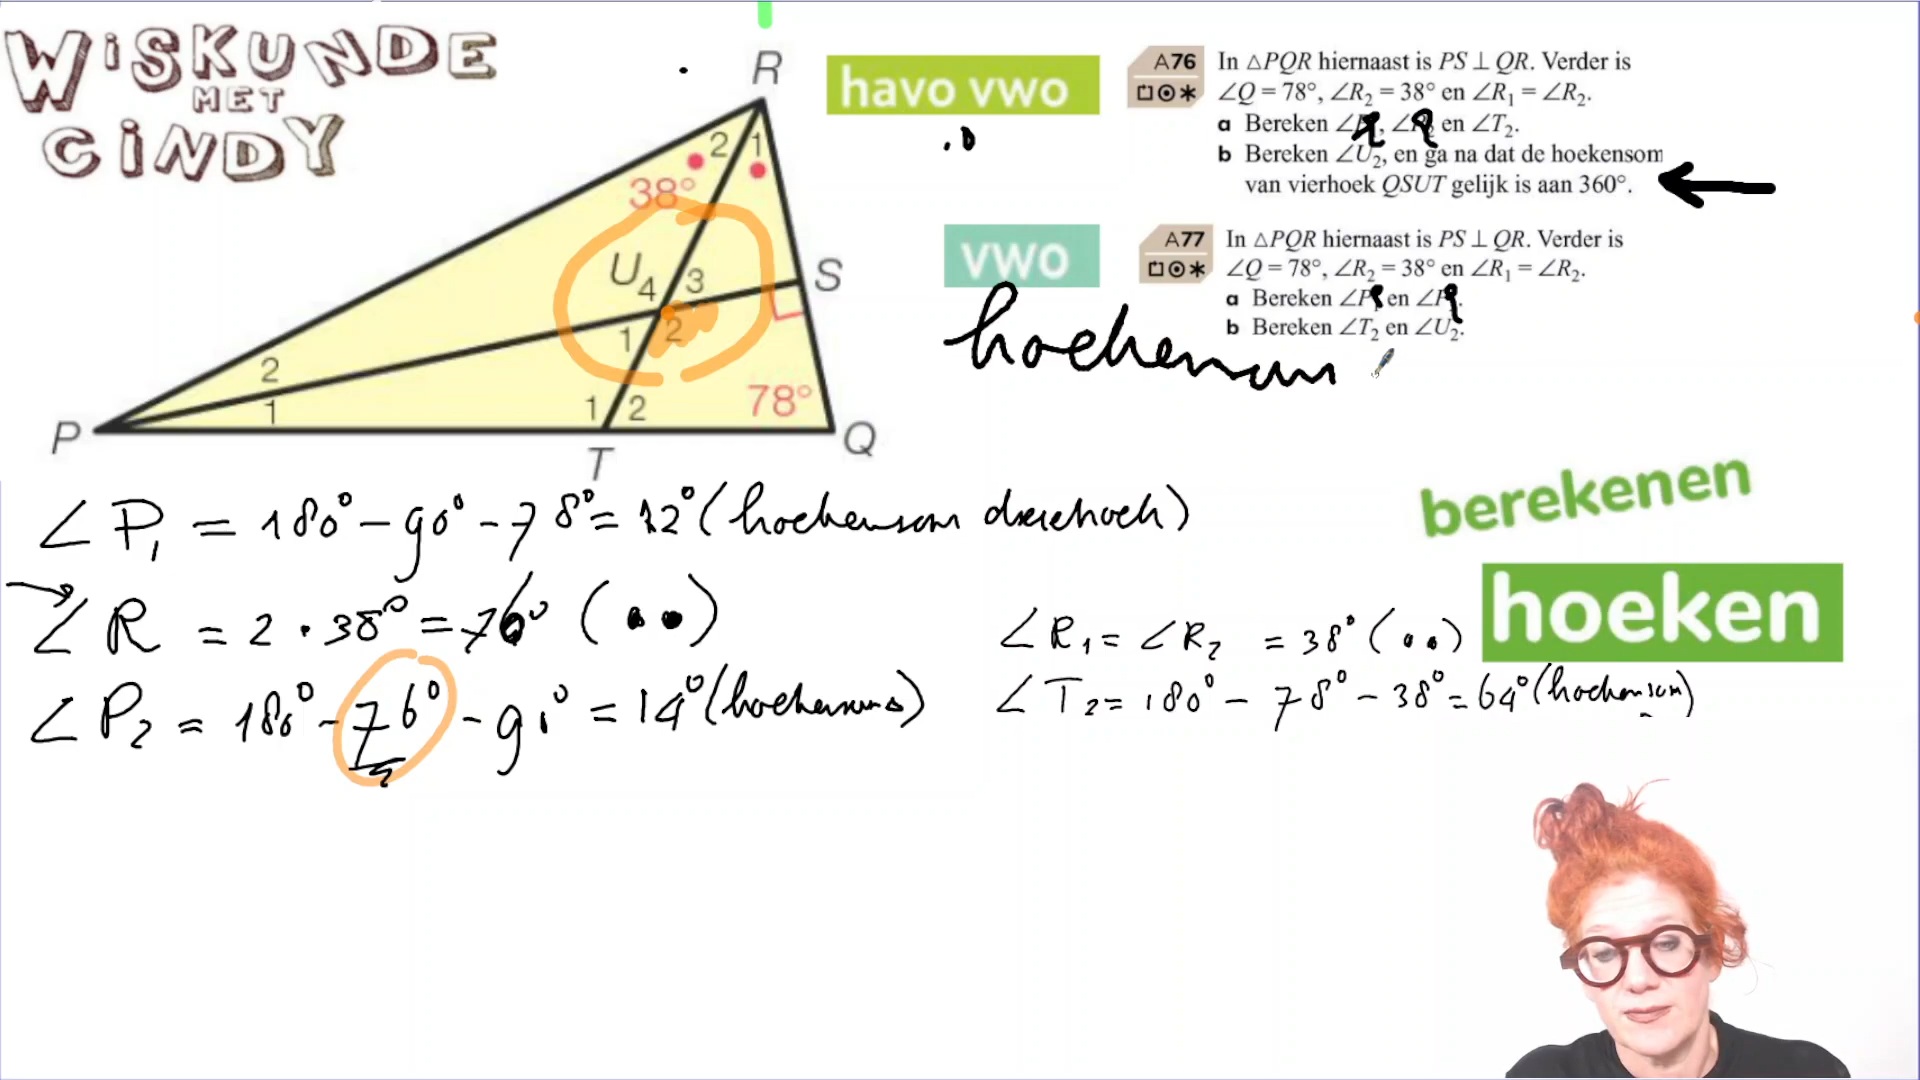 WiSKUNDE
MET
CiNDY
R
2 1
38°
U
4 3
S
1 2
2
1
1 2
78°
P
T
Q
havo vwo
A76
In △PQR hiernaast is PS ⊥ QR. Verder is
∠Q = 78°, ∠R₂ = 38° en ∠R₁ = ∠R₂.
a Bereken ∠ , ∠ en ∠T₂.
b Bereken ∠U₂, en ga na dat de hoekensom
van vierhoek QSUT gelijk is aan 360°.
vwo
A77
In △PQR hiernaast is PS ⊥ QR. Verder is
∠Q = 78°, ∠R₂ = 38° en ∠R₁ = ∠R₂.
a Bereken ∠P en ∠P .
b Bereken ∠T₂ en ∠U₂.
∠P₁ = 180° - 90° - 78° = 12° (hoekensom driehoek)
∠R = 2 · 38° = 76° (• •)
∠P₂ = 180° - 76° - 90° = 14° (hoekensom △)
∠R₁ = ∠R₂ = 38° (• •)
∠T₂ = 180° - 78° - 38° = 64° (hoekensom)
berekenen
hoeken